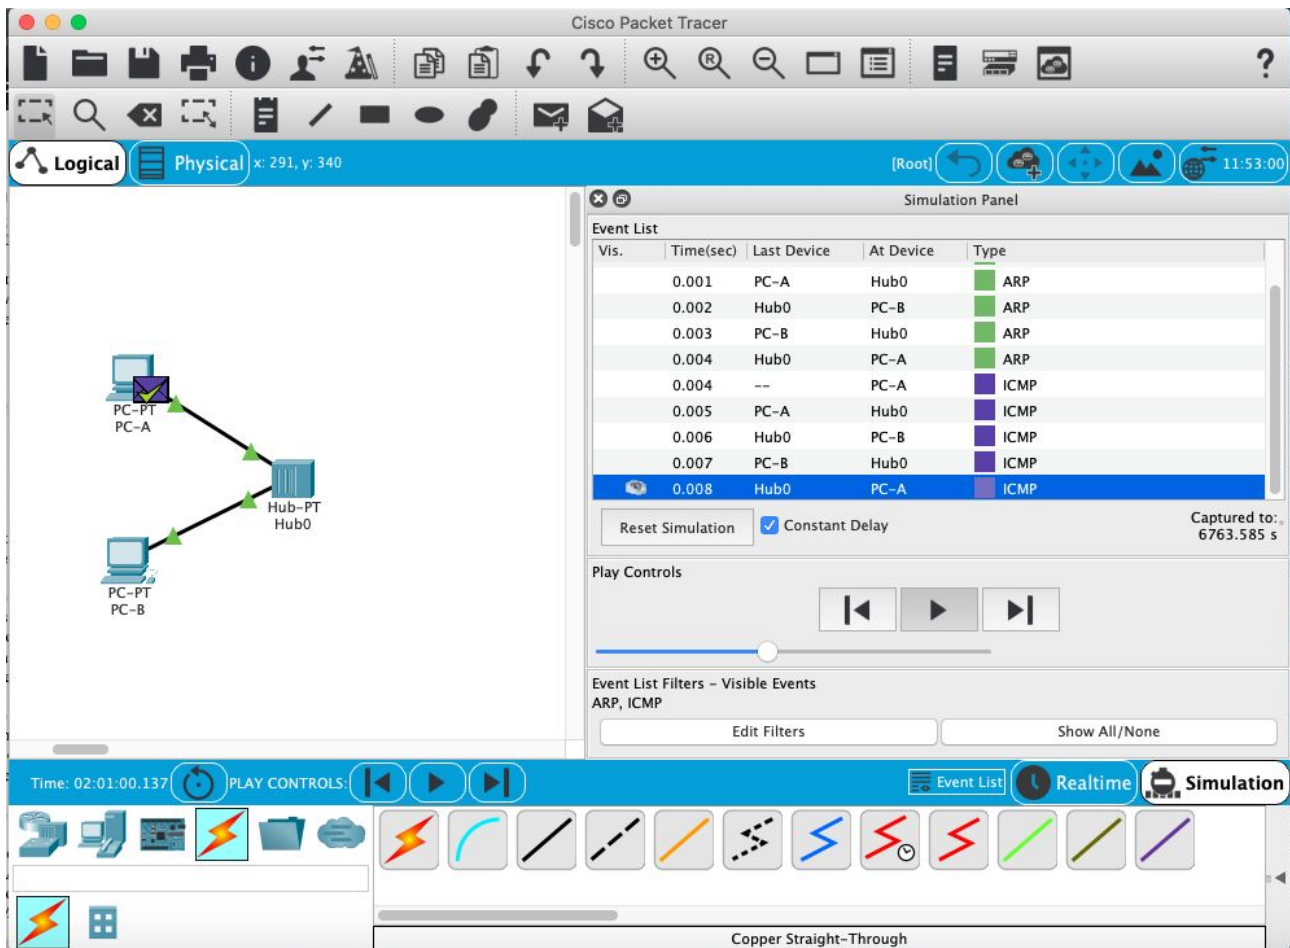 Cisco Packet Tracer
Logical
Physical
x: 291, y: 340
[Root]
11:53:00
Simulation Panel
Event List
Vis. Time(sec) Last Device At Device Type
0.001 PC-A Hub0 ARP
0.002 Hub0 PC-B ARP
0.003 PC-B Hub0 ARP
0.004 Hub0 PC-A ARP
0.004 -- PC-A ICMP
0.005 PC-A Hub0 ICMP
0.006 Hub0 PC-B ICMP
0.007 PC-B Hub0 ICMP
0.008 Hub0 PC-A ICMP
PC-PT
PC-A
Hub-PT
Hub0
PC-PT
PC-B
Reset Simulation
Constant Delay
Captured to:
6763.585 s
Play Controls
Event List Filters - Visible Events
ARP, ICMP
Edit Filters
Show All/None
Time: 02:01:00.137
PLAY CONTROLS:
Event List
Realtime
Simulation
Copper Straight-Through